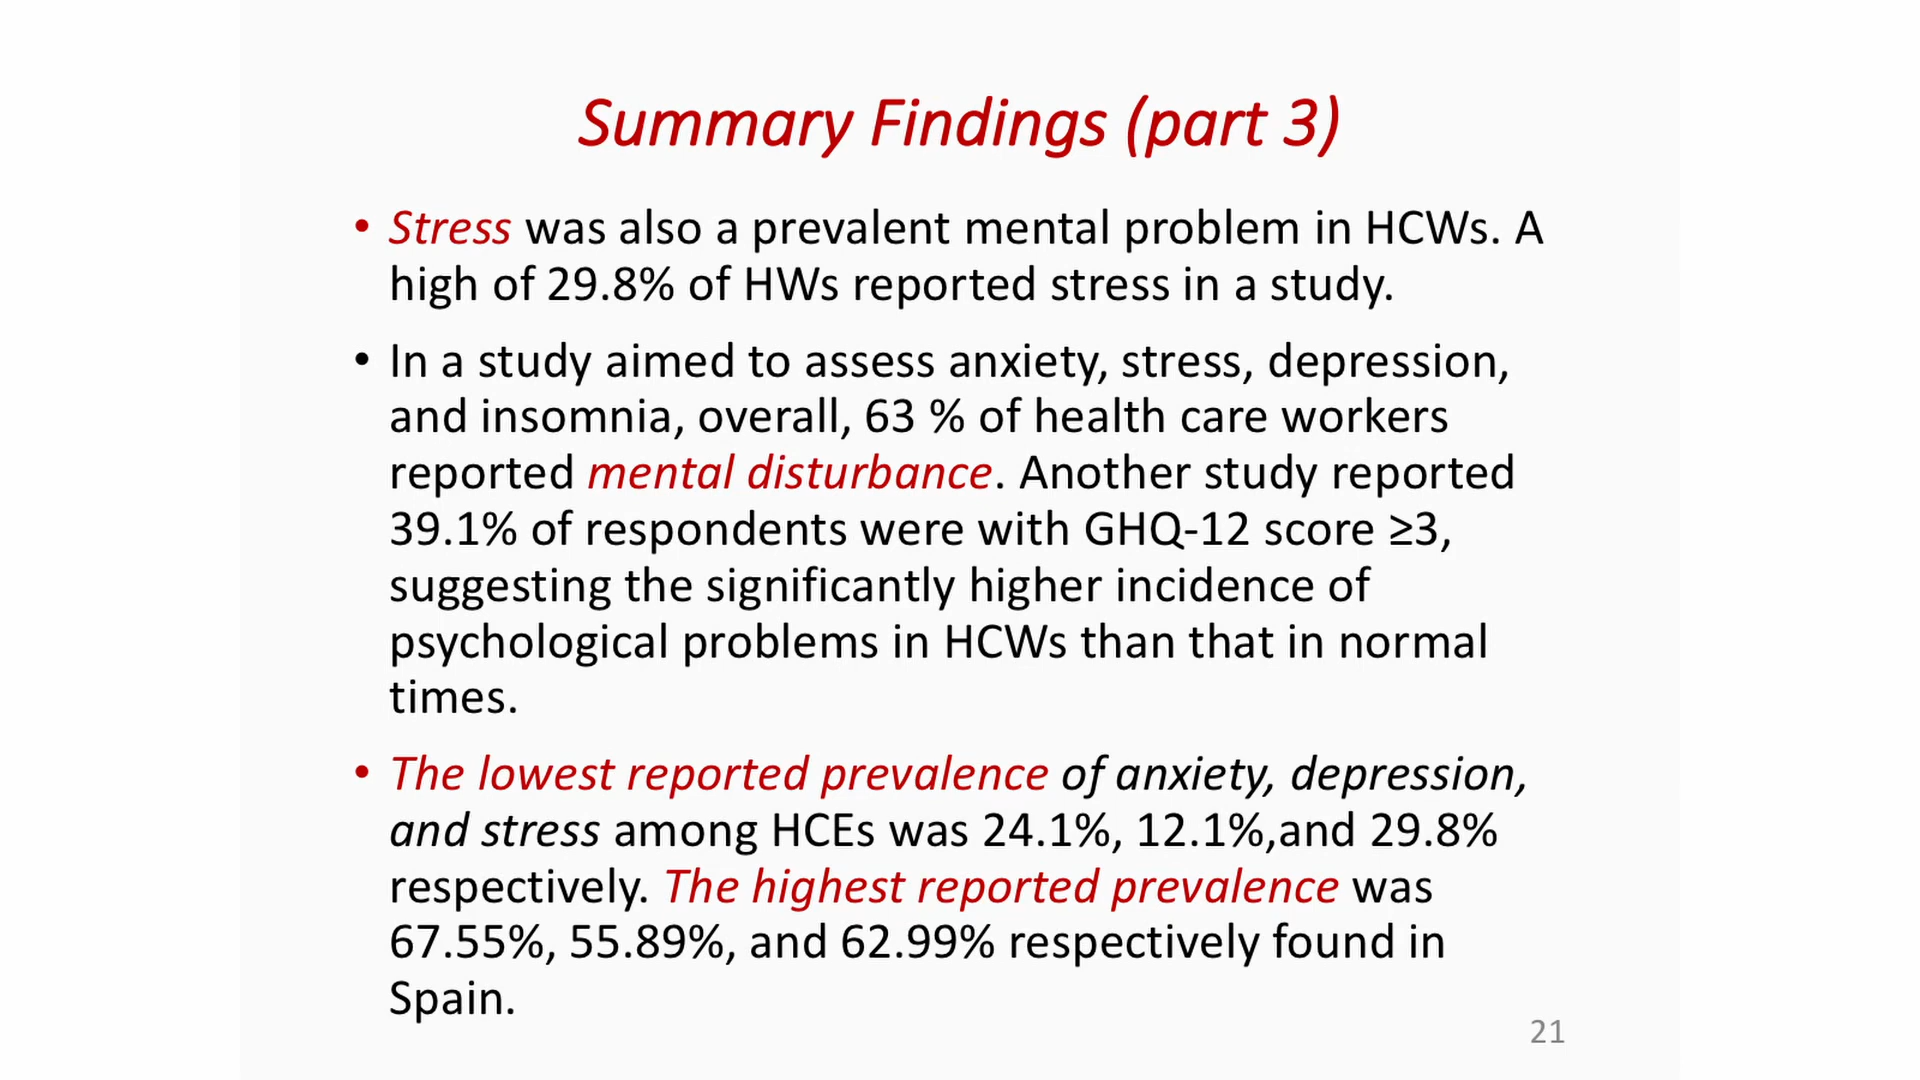 Summary Findings (part 3)
• Stress was also a prevalent mental problem in HCWs. A
high of 29.8% of HWs reported stress in a study.
• In a study aimed to assess anxiety, stress, depression,
and insomnia, overall, 63 % of health care workers
reported mental disturbance. Another study reported
39.1% of respondents were with GHQ-12 score ≥3,
suggesting the significantly higher incidence of
psychological problems in HCWs than that in normal
times.
• The lowest reported prevalence of anxiety, depression,
and stress among HCEs was 24.1%, 12.1%,and 29.8%
respectively. The highest reported prevalence was
67.55%, 55.89%, and 62.99% respectively found in
Spain.
21